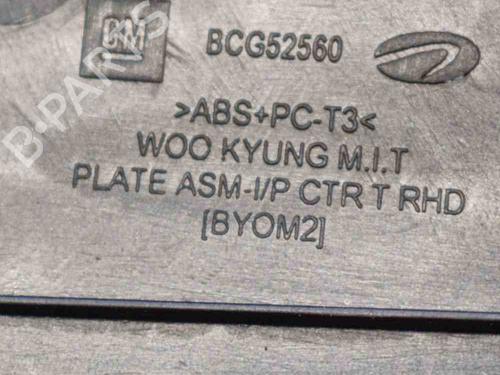 GM BCG52560
>ABS+PC-T3<
WOO KYUNG M.I.T
PLATE ASM-I/P CTR T RHD
[BYOM2]
B-PARTS